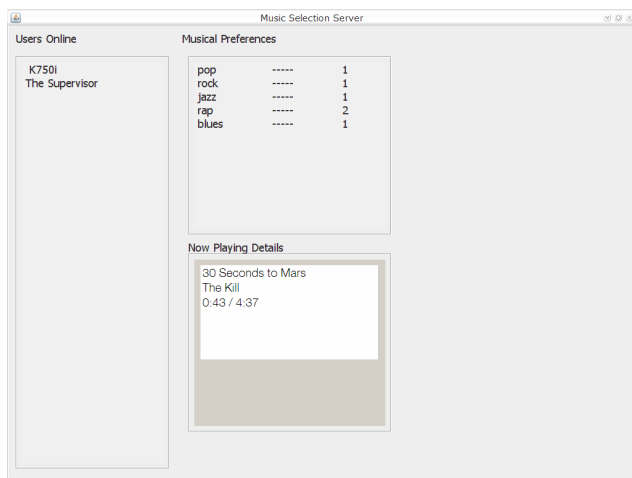 Music Selection Server
Users Online
K750i
The Supervisor
Musical Preferences
pop ----- 1
rock ----- 1
jazz ----- 1
rap ----- 2
blues ----- 1
Now Playing Details
30 Seconds to Mars
The Kill
0:43 / 4:37